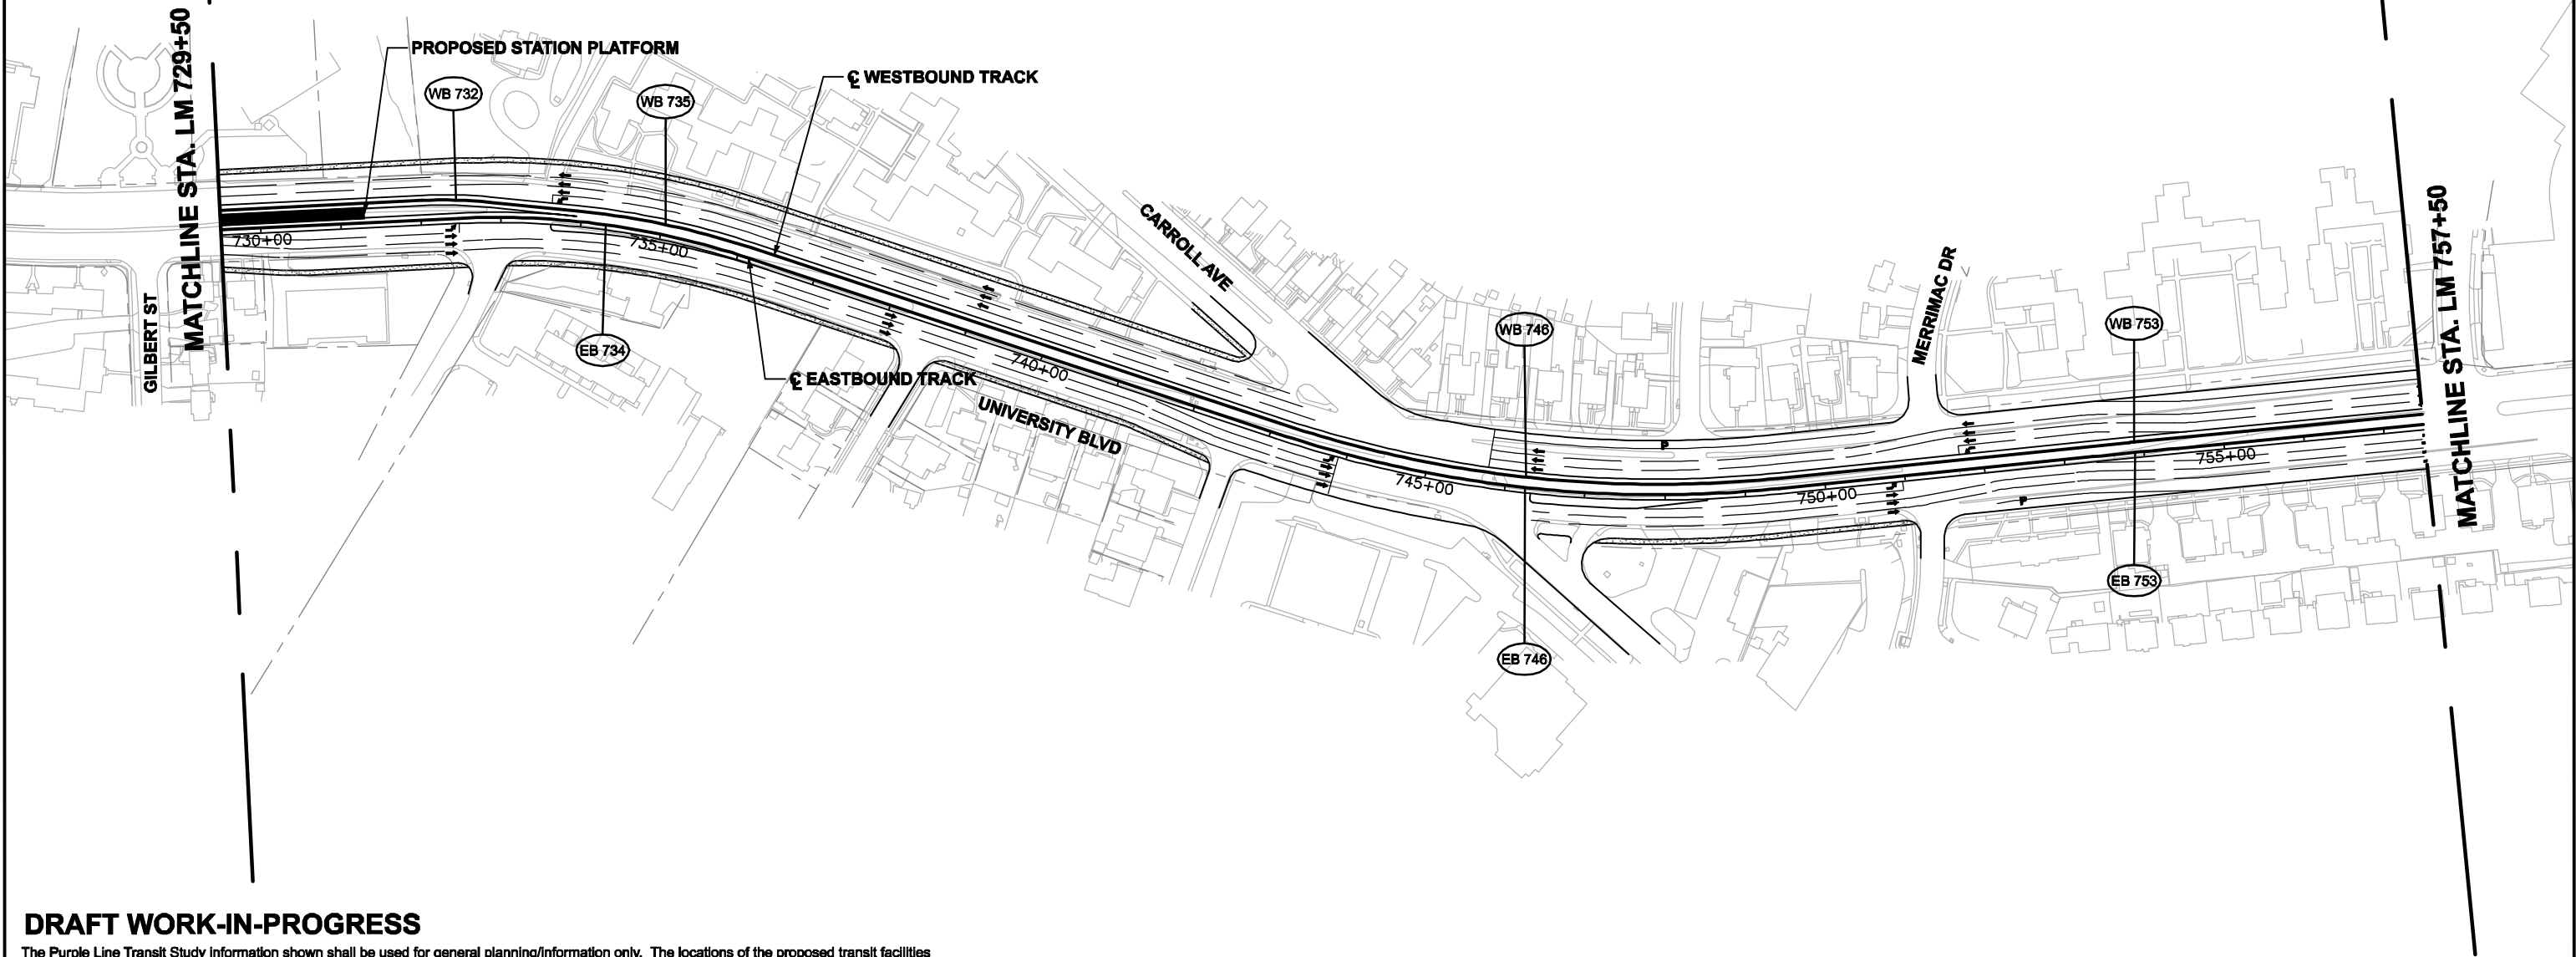 MATCHLINE STA. LM 729+50
PROPOSED STATION PLATFORM
℄ WESTBOUND TRACK
WB 732
WB 735
730+00
735+00
GILBERT ST
EB 734
℄ EASTBOUND TRACK
740+00
UNIVERSITY BLVD
CARROLL AVE
WB 746
745+00
EB 746
P
750+00
MERRIMAC DR
P
WB 753
755+00
EB 753
MATCHLINE STA. LM 757+50
DRAFT WORK-IN-PROGRESS
The Purple Line Transit Study information shown shall be used for general planning/information only. The locations of the proposed transit facilities